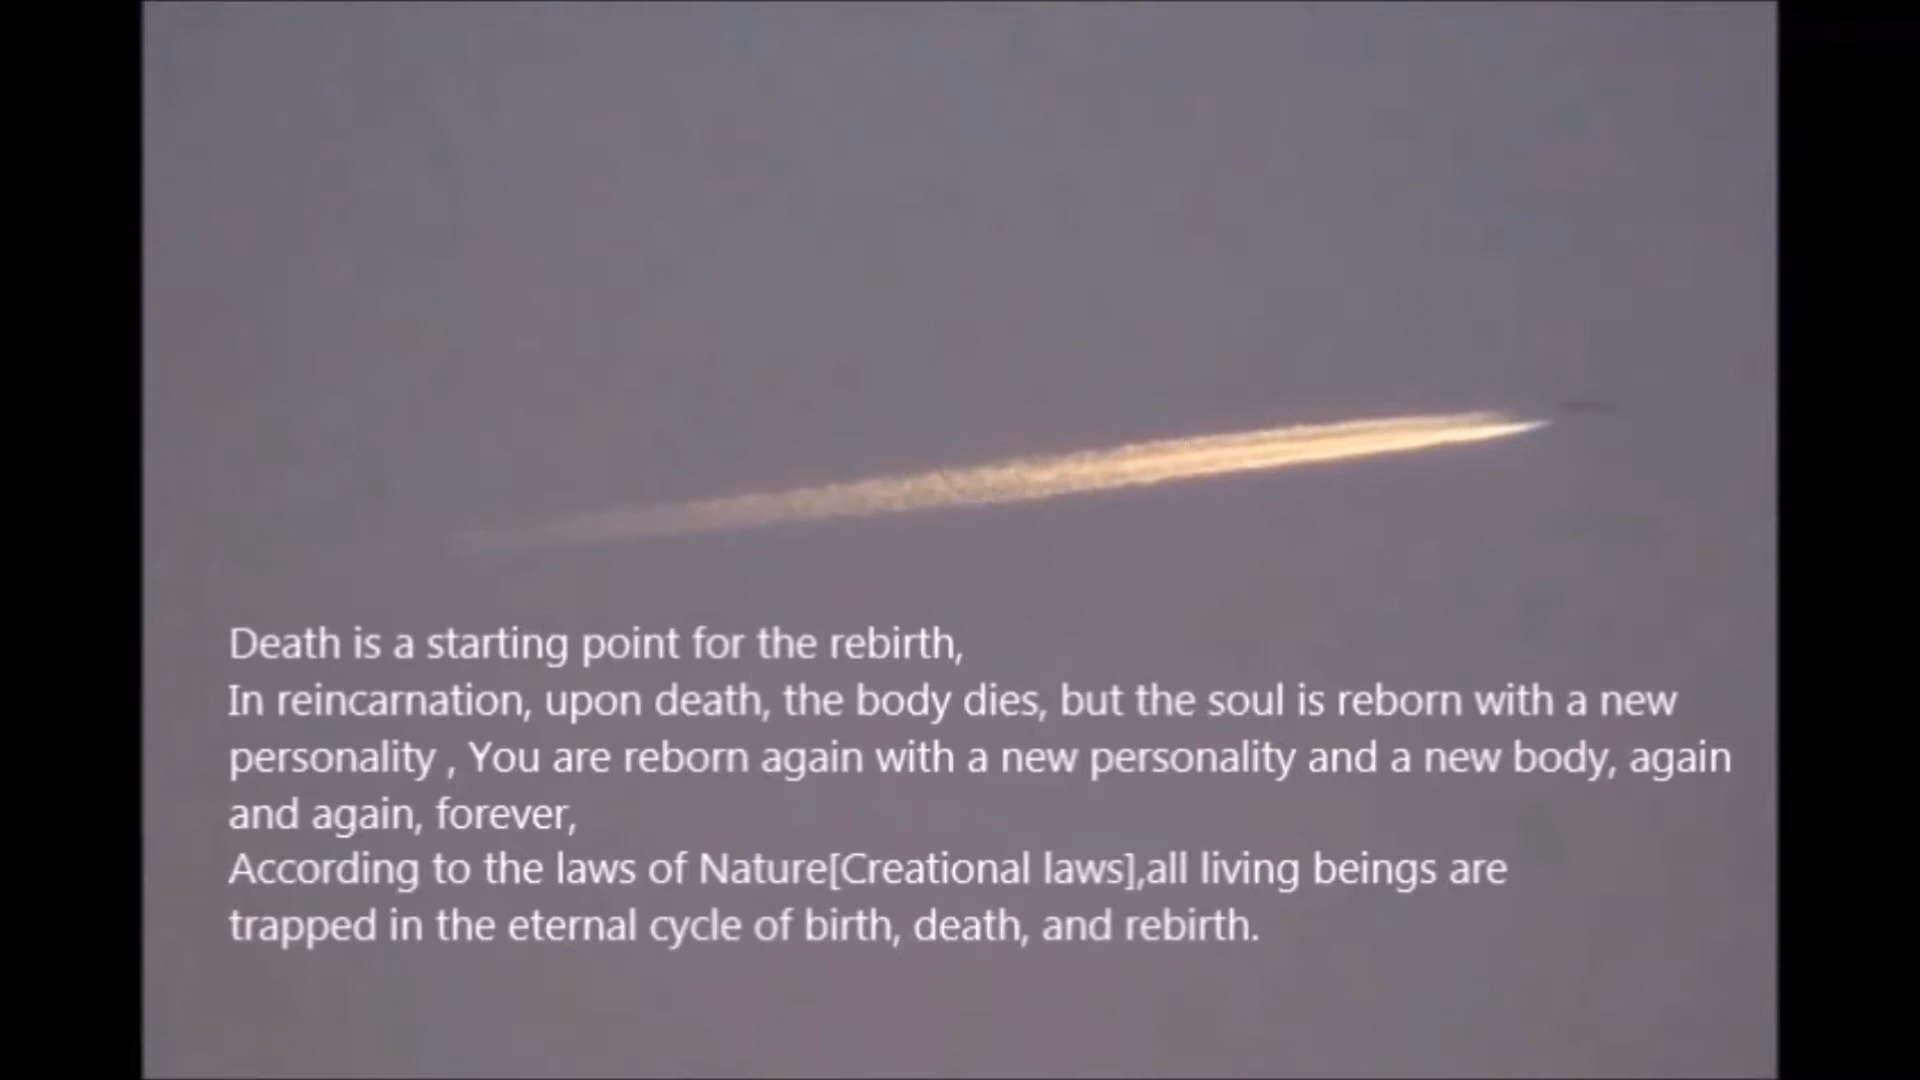 Death is a starting point for the rebirth,
In reincarnation, upon death, the body dies, but the soul is reborn with a new
personality , You are reborn again with a new personality and a new body, again
and again, forever,
According to the laws of Nature[Creational laws],all living beings are
trapped in the eternal cycle of birth, death, and rebirth.